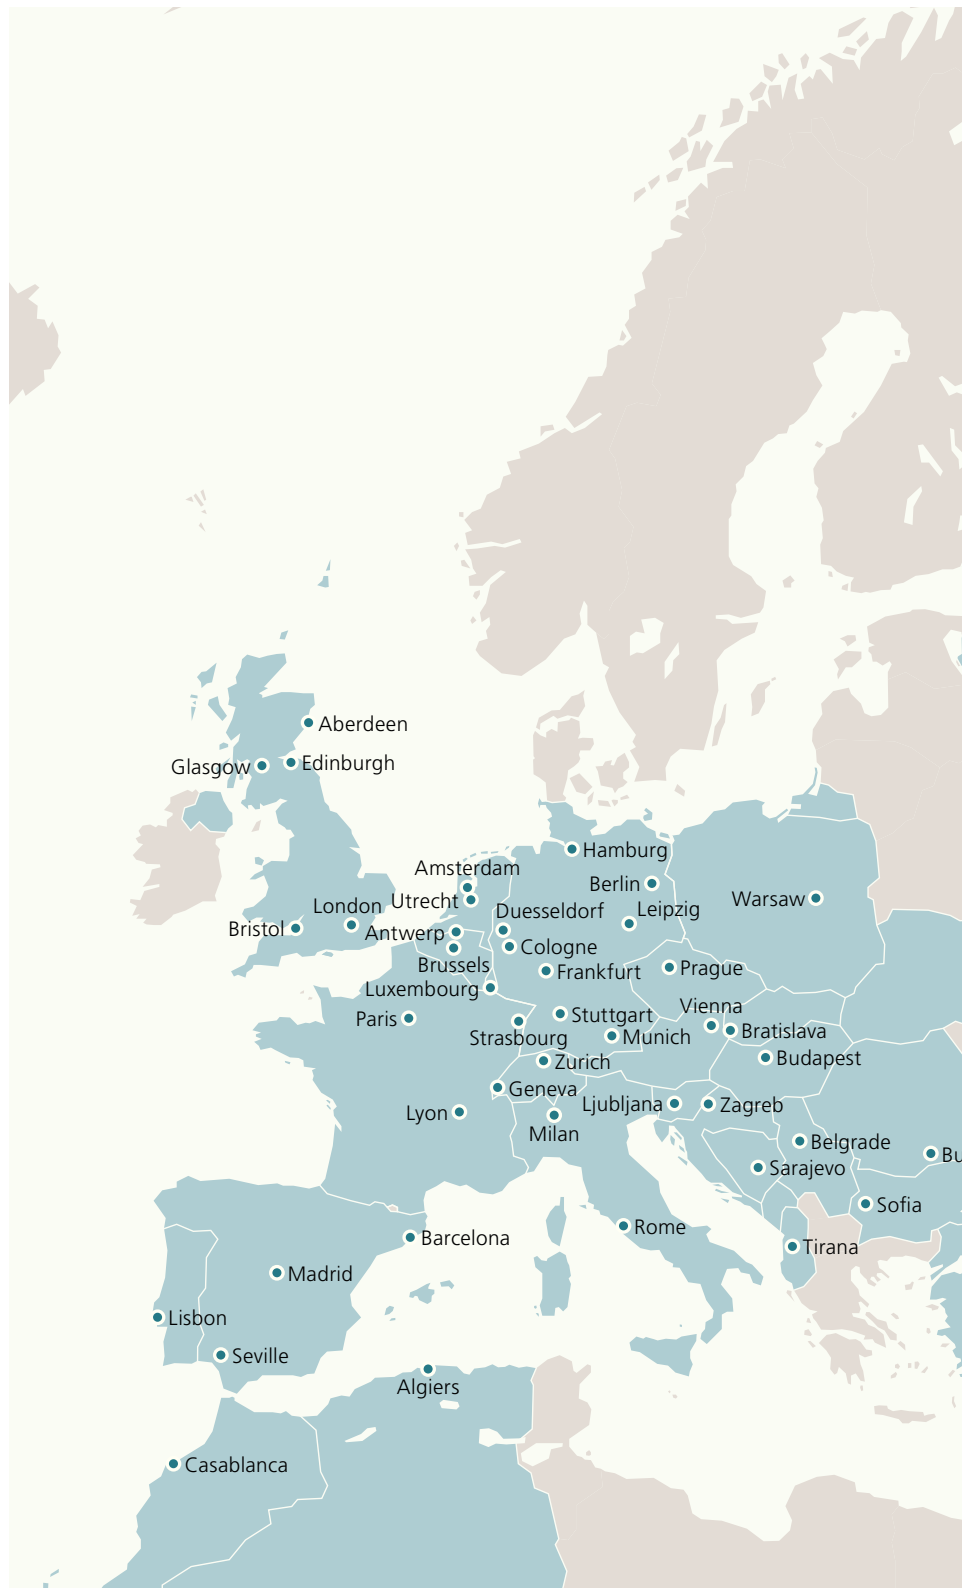 Aberdeen
Edinburgh
Glasgow
Hamburg
Amsterdam
Berlin
Utrecht
Warsaw
London
Duesseldorf
Leipzig
Bristol
Antwerp
Cologne
Brussels
Frankfurt
Prague
Luxembourg
Vienna
Paris
Stuttgart
Strasbourg
Munich
Bratislava
Zurich
Budapest
Geneva
Ljubljana
Zagreb
Lyon
Milan
Belgrade
Bu
Sarajevo
Sofia
Rome
Barcelona
Tirana
Madrid
Lisbon
Seville
Algiers
Casablanca